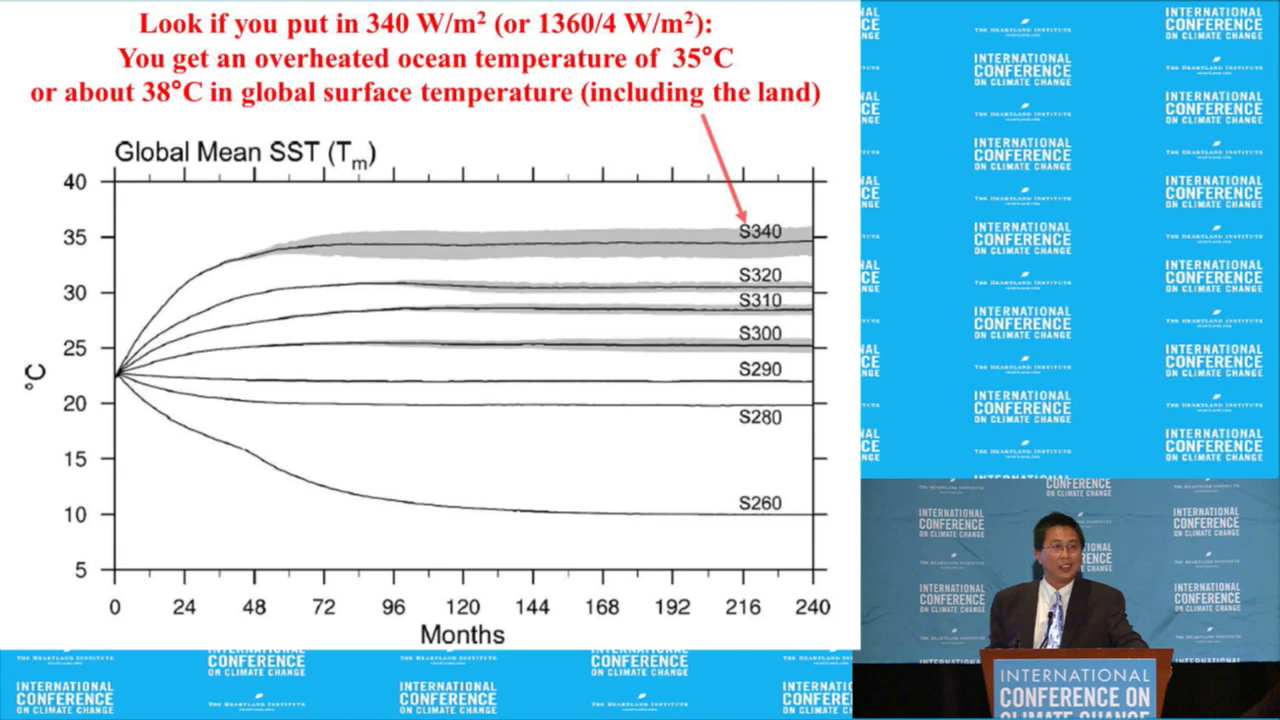 Look if you put in 340 W/m² (or 1360/4 W/m²):
You get an overheated ocean temperature of 35°C
or about 38°C in global surface temperature (including the land)
Global Mean SST (Tm)
40
35
30
25
20
15
10
5
°C
S340
S320
S310
S300
S290
S280
S260
0 24 48 72 96 120 144 168 192 216 240
Months
INTERNATIONAL
CONFERENCE
ON CLIMATE CHANGE
THE HEARTLAND INSTITUTE
INTERNATIONAL
CONFERENCE ON
CLIMATE CHANGE